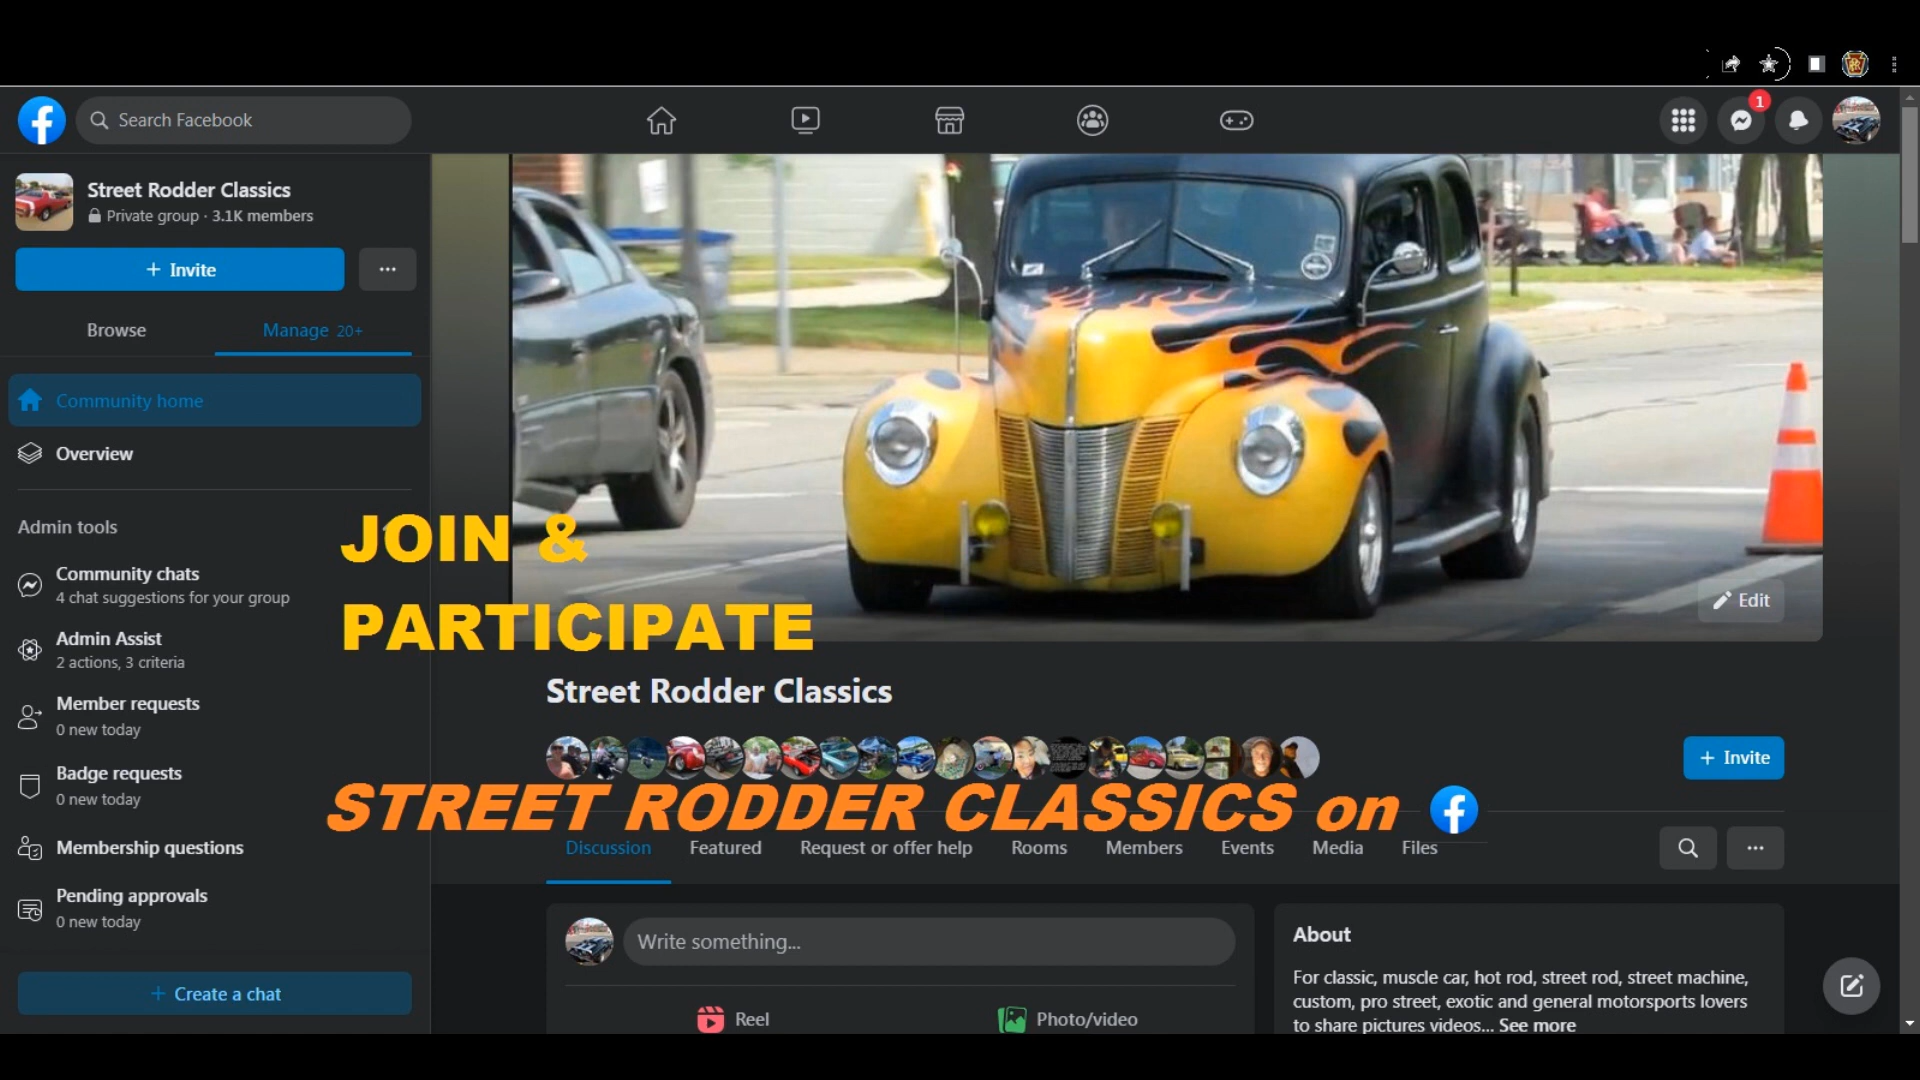 Search Facebook
1
Street Rodder Classics
Private group · 3.1K members
+ Invite
Browse
Manage 20+
Community home
Overview
Admin tools
Community chats
4 chat suggestions for your group
Admin Assist
2 actions, 3 criteria
Member requests
0 new today
Badge requests
0 new today
Membership questions
Pending approvals
0 new today
+ Create a chat
Edit
JOIN &
PARTICIPATE
Street Rodder Classics
+ Invite
STREET RODDER CLASSICS on
Discussion Featured Request or offer help Rooms Members Events Media Files
Write something...
Reel Photo/video
About
For classic, muscle car, hot rod, street rod, street machine,
custom, pro street, exotic and general motorsports lovers
to share pictures videos... See more